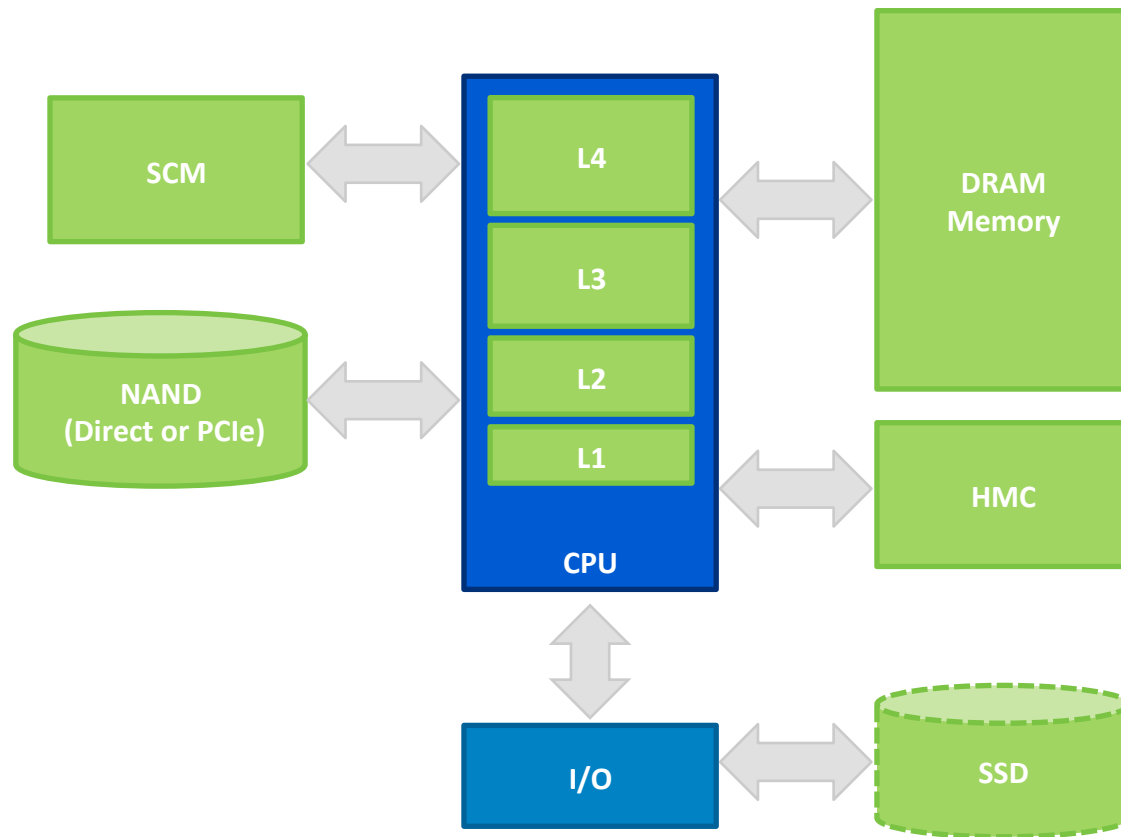 SCM
NAND
(Direct or PCIe)
L4
L3
L2
L1
CPU
DRAM
Memory
HMC
I/O
SSD